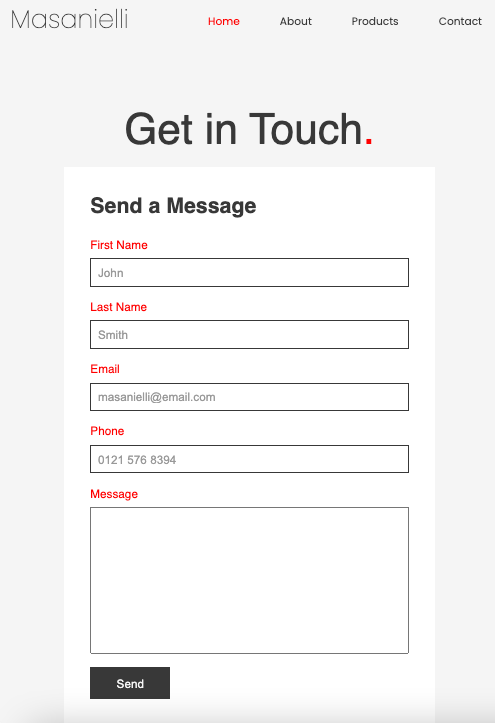 Masanielli
Home About Products Contact
Get in Touch.
Send a Message
First Name
John
Last Name
Smith
Email
masanielli@email.com
Phone
0121 576 8394
Message
Send